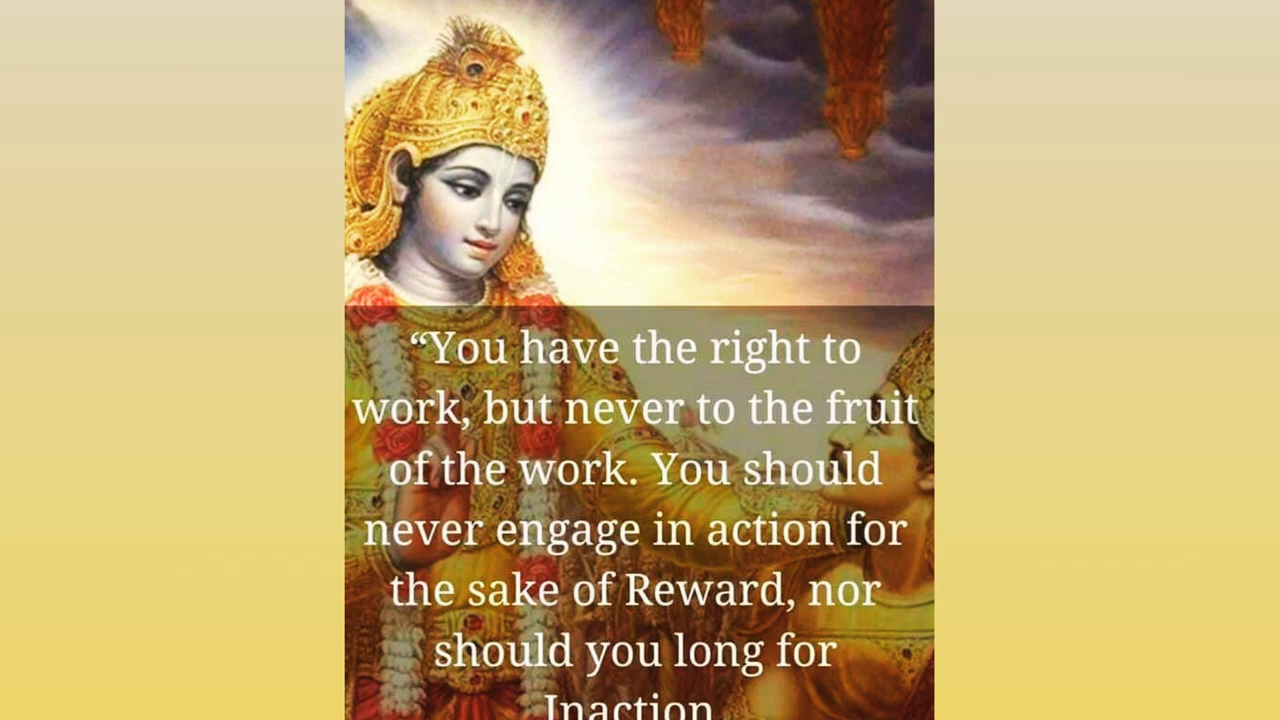 “You have the right to
work, but never to the fruit
of the work. You should
never engage in action for
the sake of Reward, nor
should you long for
Inaction